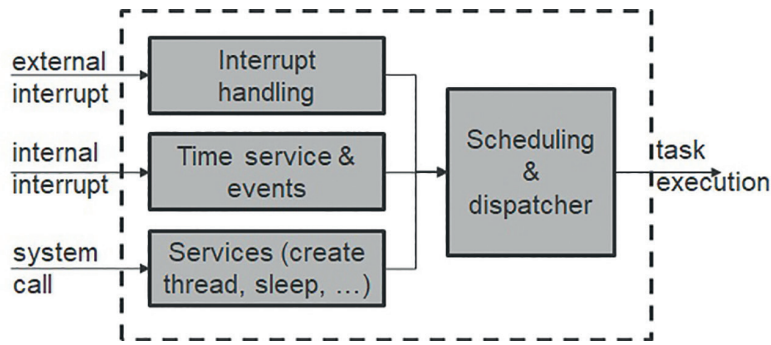 external
interrupt
Interrupt
handling
internal
interrupt
Time service &
events
system
call
Services (create
thread, sleep, …)
Scheduling
&
dispatcher
task
execution